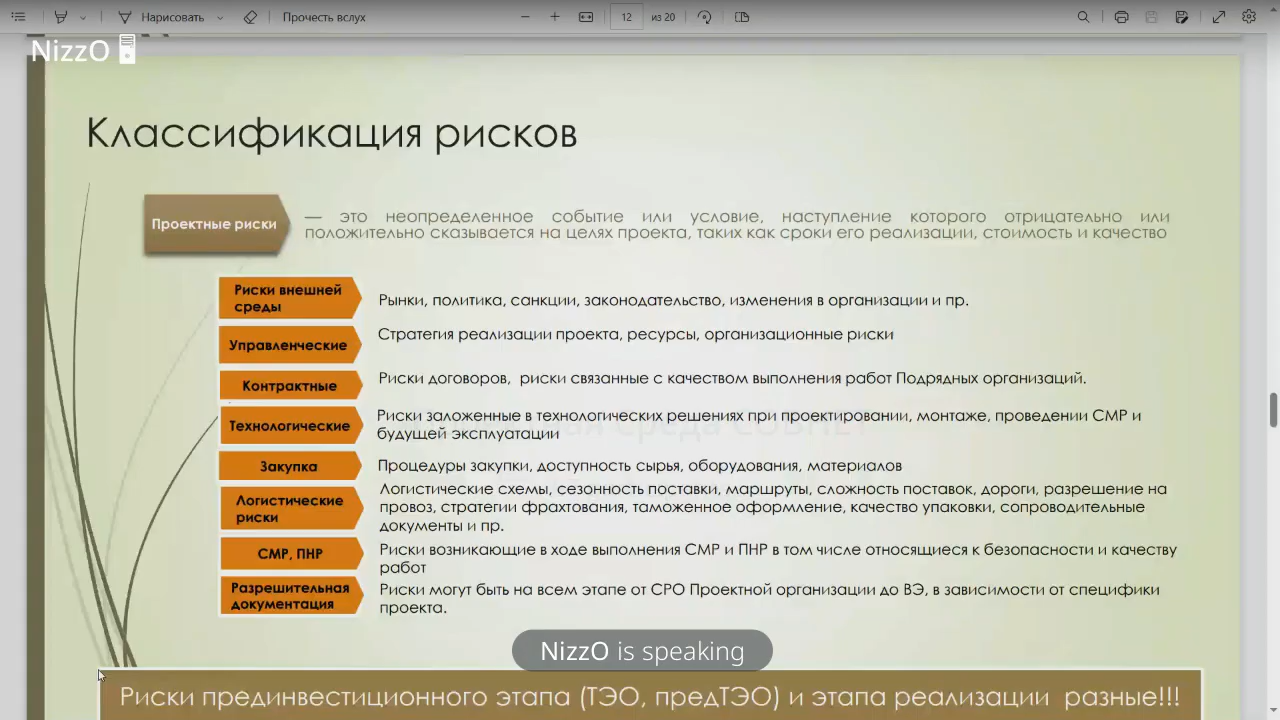 Нарисовать
Прочесть вслух
12
из 20
NizzO
Классификация рисков
Проектные риски
— это неопределенное событие или условие, наступление которого отрицательно или
положительно сказывается на целях проекта, таких как сроки его реализации, стоимость и качество
Риски внешней
среды
Рынки, политика, санкции, законодательство, изменения в организации и пр.
Управленческие
Стратегия реализации проекта, ресурсы, организационные риски
Контрактные
Риски договоров, риски связанные с качеством выполнения работ Подрядных организаций.
Технологические
Риски заложенные в технологических решениях при проектировании, монтаже, проведении СМР и
будущей эксплуатации
Закупка
Процедуры закупки, доступность сырья, оборудования, материалов
Логистические
риски
Логистические схемы, сезонность поставки, маршруты, сложность поставок, дороги, разрешение на
провоз, стратегии фрахтования, таможенное оформление, качество упаковки, сопроводительные
документы и пр.
СМР, ПНР
Риски возникающие в ходе выполнения СМР и ПНР в том числе относящиеся к безопасности и качеству
работ
Разрешительная
документация
Риски могут быть на всем этапе от СРО Проектной организации до ВЭ, в зависимости от специфики
проекта.
NizzO is speaking
Риски прединвестиционного этапа (ТЭО, предТЭО) и этапа реализации разные!!!